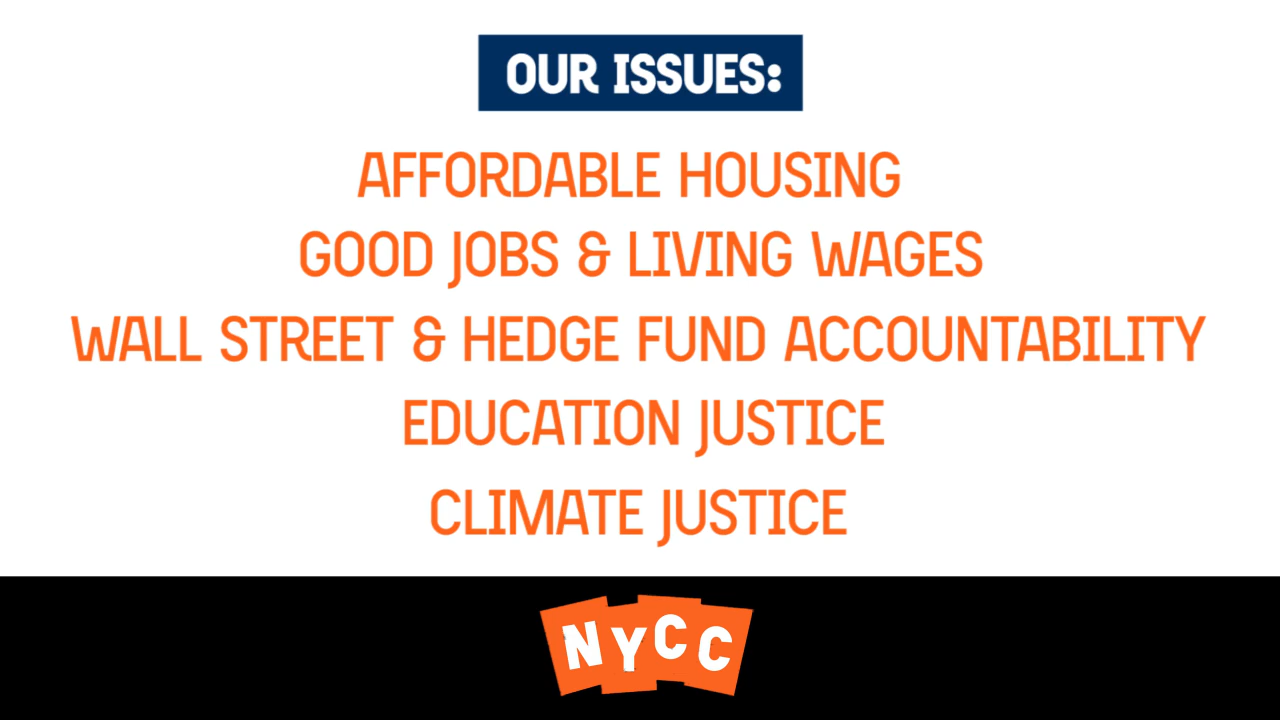 OUR ISSUES:
AFFORDABLE HOUSING
GOOD JOBS & LIVING WAGES
WALL STREET & HEDGE FUND ACCOUNTABILITY
EDUCATION JUSTICE
CLIMATE JUSTICE
NYCC